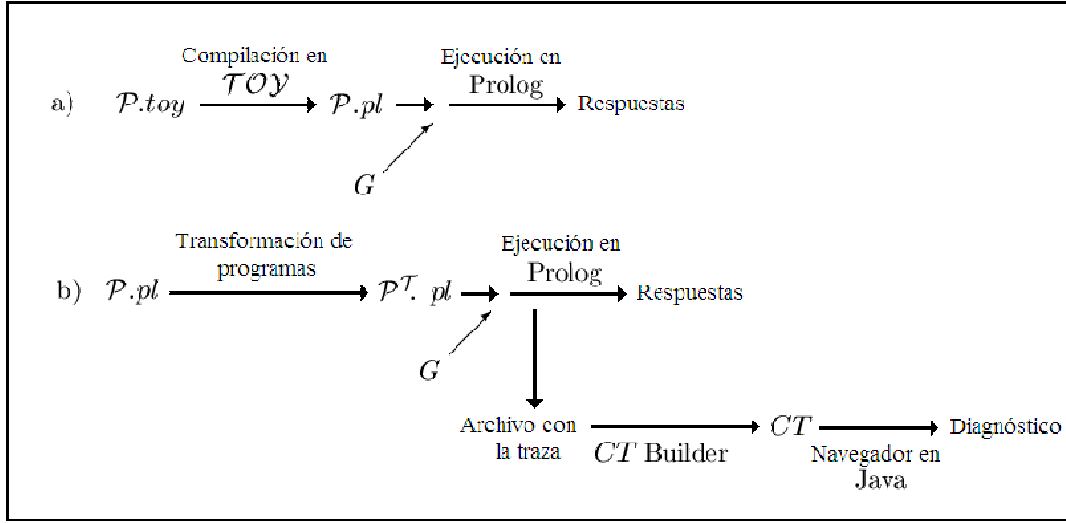 Compilación en
TOY
Ejecución en
Prolog
a) P.toy P.pl Respuestas
G
Transformación de
programas
Ejecución en
Prolog
b) P.pl P^T. pl Respuestas
G
Archivo con
la traza
CT Builder
CT
Navegador en
Java
Diagnóstico